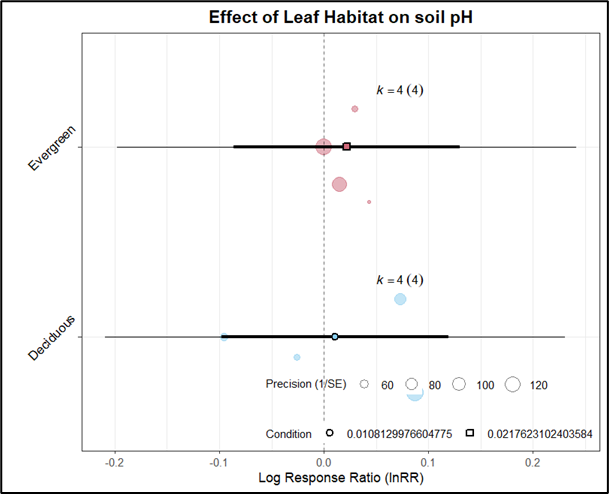 Effect of Leaf Habitat on soil pH
k = 4 (4)
Evergreen
k = 4 (4)
Deciduous
Precision (1/SE) 60 80 100 120
Condition 0.0108129976604775 0.0217623102403584
-0.2 -0.1 0.0 0.1 0.2
Log Response Ratio (lnRR)